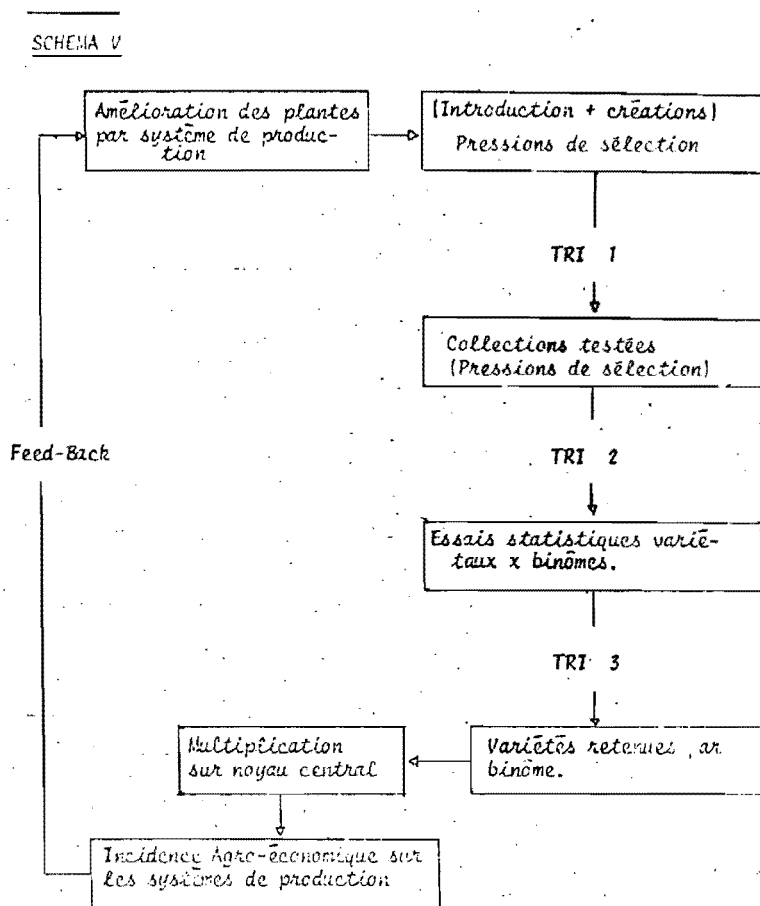 SCHEMA V
Amélioration des plantes
par système de produc-
tion
(Introduction + créations)
Pressions de sélection
TRI 1
Collections testées
(Pressions de sélection)
Feed-Back
TRI 2
Essais statistiques varié-
taux x binômes.
TRI 3
Multiplication
sur noyau central
Variétés retenues
binôme.
Incidence Agro-économique sur
les systèmes de production